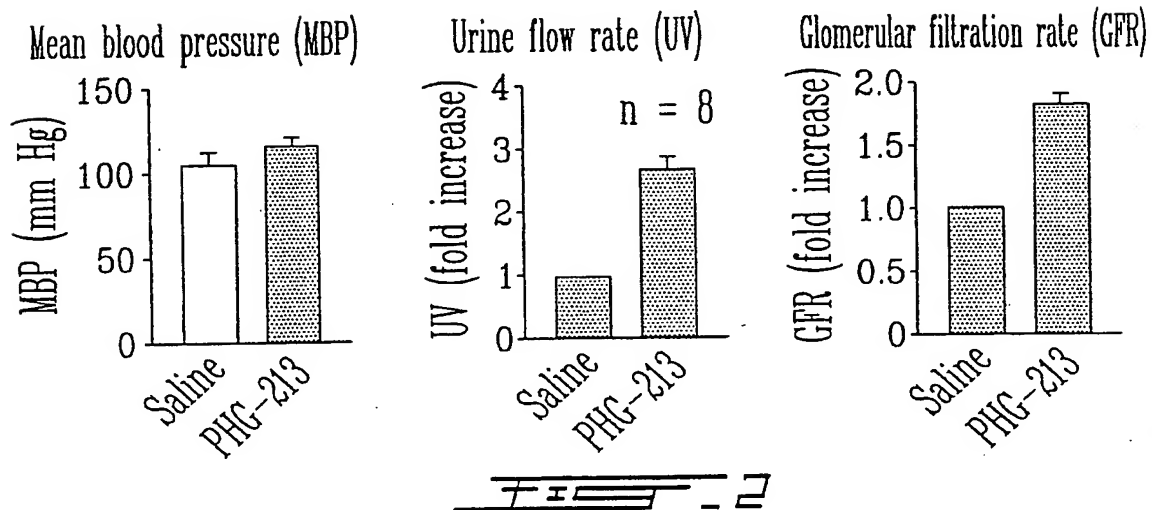 Mean blood pressure (MBP)
MBP (mm Hg)
150
100
50
0
Saline
PHG-213
Urine flow rate (UV)
UV (fold increase)
4
3
2
1
0
n = 8
Saline
PHG-213
Glomerular filtration rate (GFR)
GFR (fold increase)
2.0
1.5
1.0
0.5
0
Saline
PHG-213
Fig-2